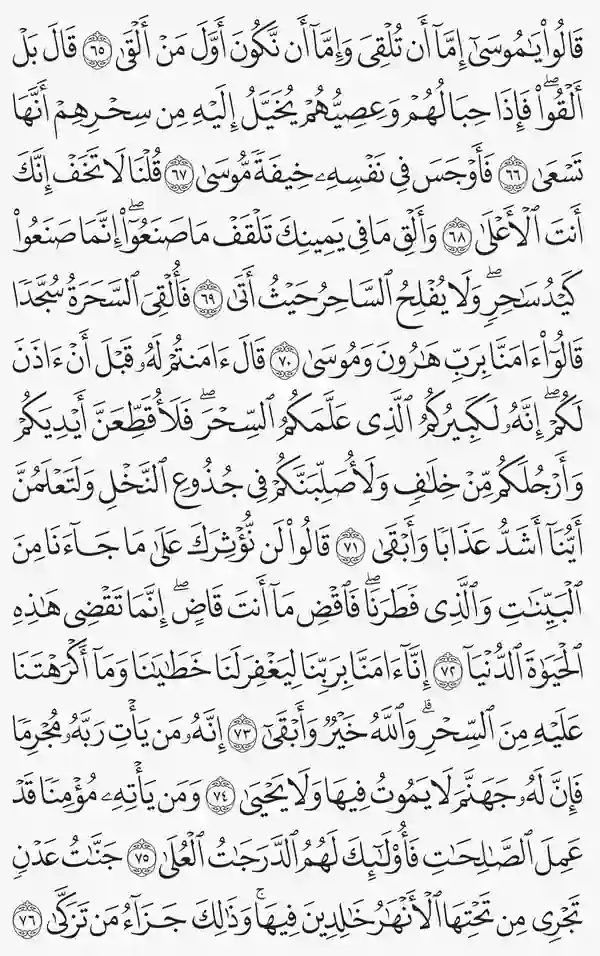 قَالُوا۟ يَـٰمُوسَىٰٓ إِمَّآ أَن تُلْقِىَ وَإِمَّآ أَن نَّكُونَ أَوَّلَ مَنْ أَلْقَىٰ ٦٥ قَالَ بَلْ
أَلْقُوا۟ۖ فَإِذَا حِبَالُهُمْ وَعِصِيُّهُمْ يُخَيَّلُ إِلَيْهِ مِن سِحْرِهِمْ أَنَّهَا
تَسْعَىٰ ٦٦ فَأَوْجَسَ فِى نَفْسِهِۦ خِيفَةً مُّوسَىٰ ٦٧ قُلْنَا لَا تَخَفْ إِنَّكَ
أَنتَ ٱلْأَعْلَىٰ ٦٨ وَأَلْقِ مَا فِى يَمِينِكَ تَلْقَفْ مَا صَنَعُوٓا۟ۖ إِنَّمَا صَنَعُوا۟
كَيْدُ سَـٰحِرٍۖ وَلَا يُفْلِحُ ٱلسَّاحِرُ حَيْثُ أَتَىٰ ٦٩ فَأُلْقِىَ ٱلسَّحَرَةُ سُجَّدًا
قَالُوٓا۟ ءَامَنَّا بِرَبِّ هَـٰرُونَ وَمُوسَىٰ ٧٠ قَالَ ءَامَنتُمْ لَهُۥ قَبْلَ أَنْ ءَاذَنَ
لَكُمْۖ إِنَّهُۥ لَكَبِيرُكُمُ ٱلَّذِى عَلَّمَكُمُ ٱلسِّحْرَۖ فَلَأُقَطِّعَنَّ أَيْدِيَكُمْ
وَأَرْجُلَكُم مِّنْ خِلَـٰفٍ وَلَأُصَلِّبَنَّكُمْ فِى جُذُوعِ ٱلنَّخْلِ وَلَتَعْلَمُنَّ
أَيُّنَآ أَشَدُّ عَذَابًا وَأَبْقَىٰ ٧١ قَالُوا۟ لَن نُّؤْثِرَكَ عَلَىٰ مَا جَآءَنَا مِنَ
ٱلْبَيِّنَـٰتِ وَٱلَّذِى فَطَرَنَاۖ فَٱقْضِ مَآ أَنتَ قَاضٍۖ إِنَّمَا تَقْضِى هَـٰذِهِ
ٱلْحَيَوٰةَ ٱلدُّنْيَآ ٧٢ إِنَّآ ءَامَنَّا بِرَبِّنَا لِيَغْفِرَ لَنَا خَطَـٰيَـٰنَا وَمَآ أَكْرَهْتَنَا
عَلَيْهِ مِنَ ٱلسِّحْرِۗ وَٱللَّهُ خَيْرٌ وَأَبْقَىٰٓ ٧٣ إِنَّهُۥ مَن يَأْتِ رَبَّهُۥ مُجْرِمًا
فَإِنَّ لَهُۥ جَهَنَّمَ لَا يَمُوتُ فِيهَا وَلَا يَحْيَىٰ ٧٤ وَمَن يَأْتِهِۦ مُؤْمِنًا قَدْ
عَمِلَ ٱلصَّـٰلِحَـٰتِ فَأُو۟لَـٰٓئِكَ لَهُمُ ٱلدَّرَجَـٰتُ ٱلْعُلَىٰ ٧٥ جَنَّـٰتُ عَدْنٍ
تَجْرِى مِن تَحْتِهَا ٱلْأَنْهَـٰرُ خَـٰلِدِينَ فِيهَاۚ وَذَٰلِكَ جَزَآءُ مَن تَزَكَّىٰ ٧٦